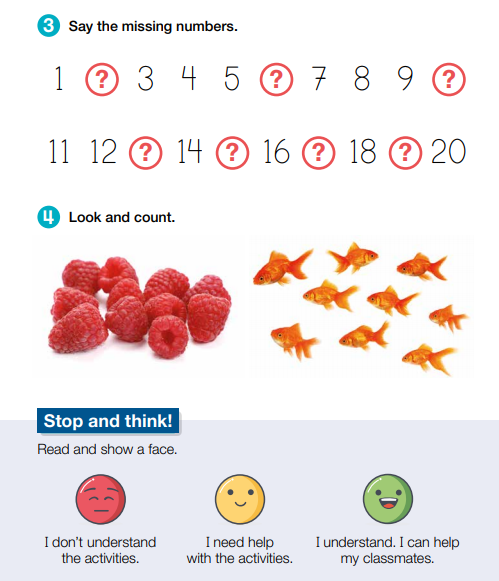 3 Say the missing numbers.
1 ? 3 4 5 ? 7 8 9 ?
11 12 ? 14 ? 16 ? 18 ? 20
4 Look and count.
Stop and think!
Read and show a face.
I don't understand
the activities.
I need help
with the activities.
I understand. I can help
my classmates.